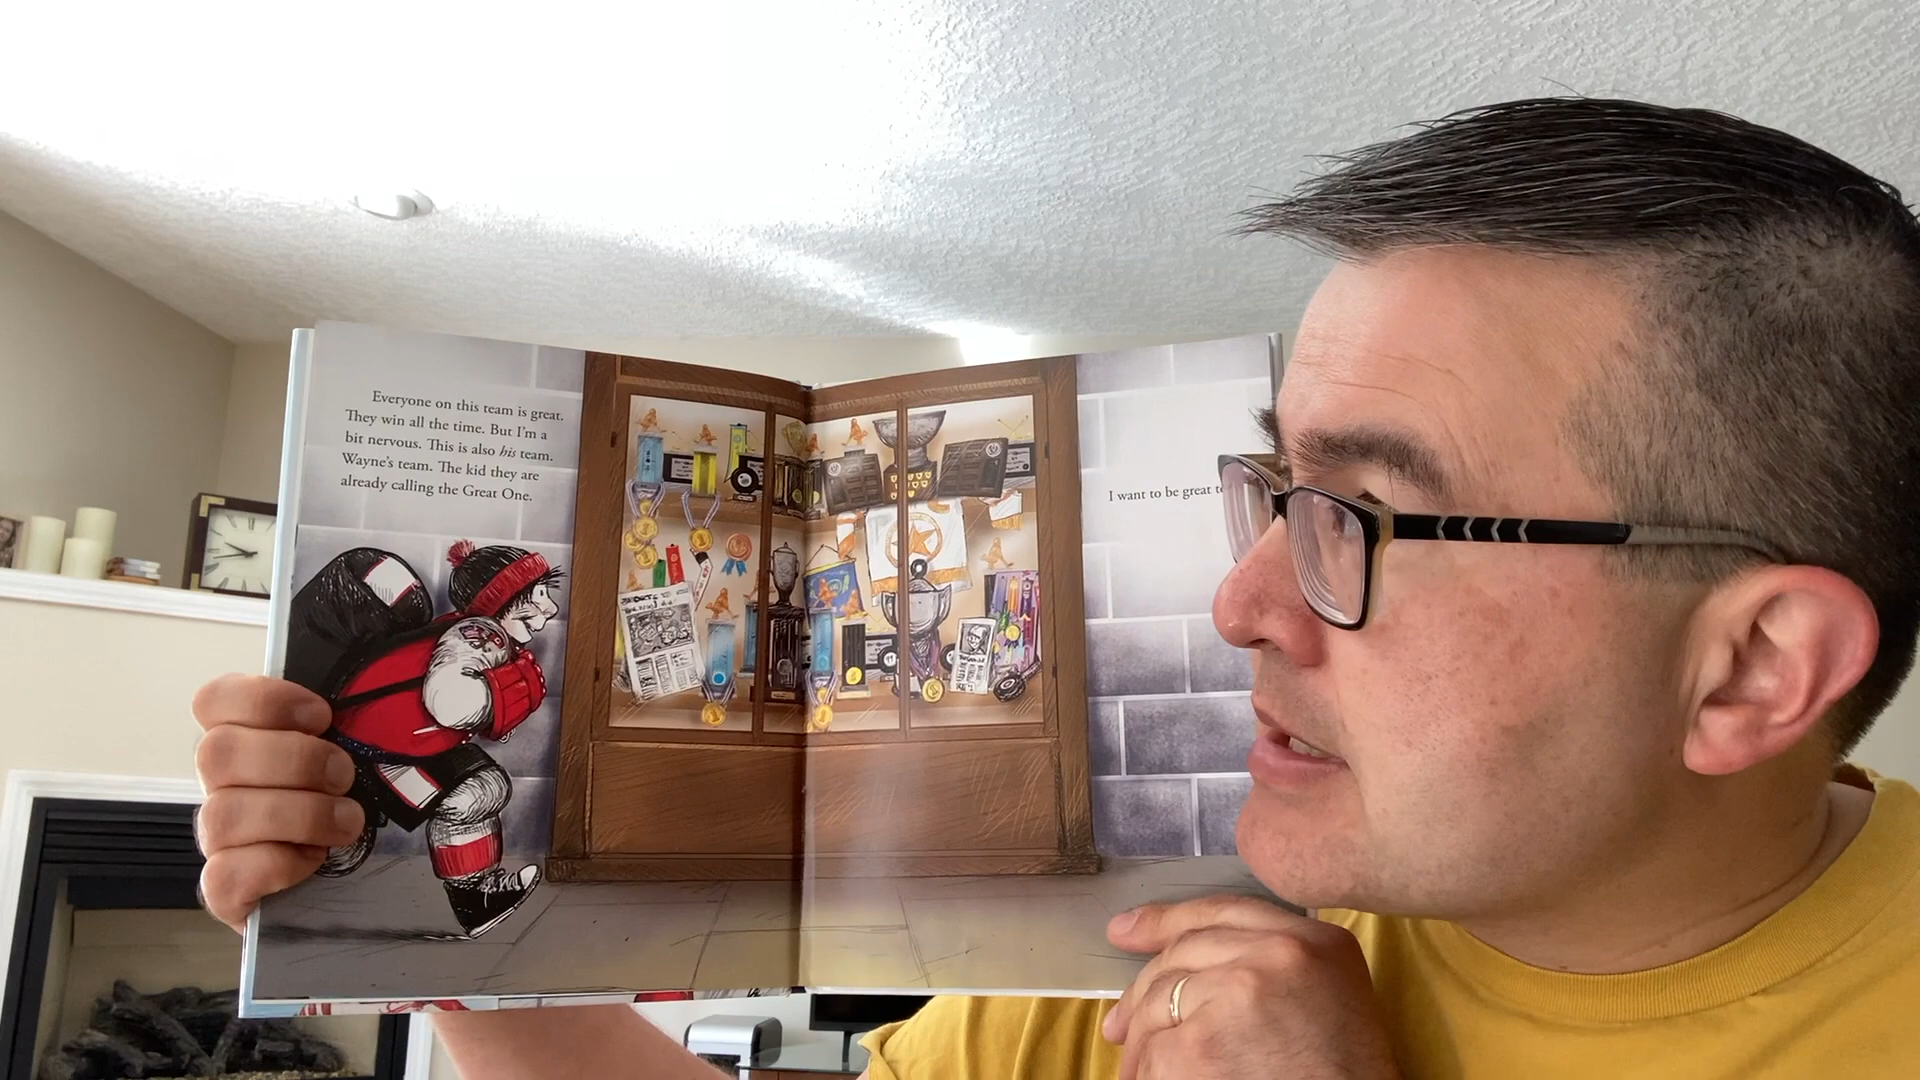 Everyone on this team is great.
They win all the time. But I'm a
bit nervous. This is also his team.
Wayne's team. The kid they are
already calling the Great One.
I want to be great